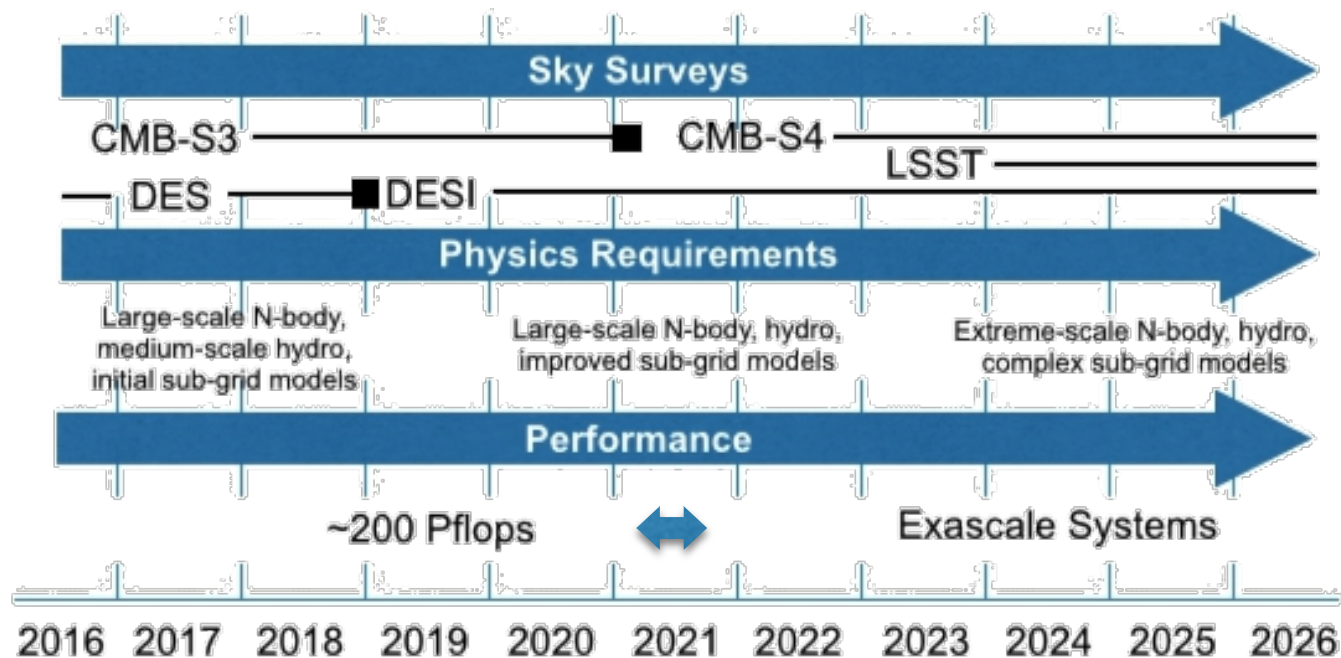 Sky Surveys
CMB-S3 CMB-S4
LSST
DES DESI
Physics Requirements
Large-scale N-body,
medium-scale hydro,
initial sub-grid models
Large-scale N-body, hydro,
improved sub-grid models
Extreme-scale N-body, hydro,
complex sub-grid models
Performance
~200 Pflops Exascale Systems
2016 2017 2018 2019 2020 2021 2022 2023 2024 2025 2026